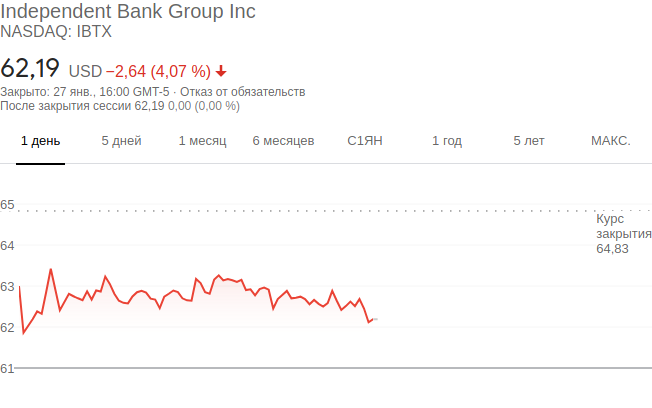 Independent Bank Group Inc
NASDAQ: IBTX
62,19 USD −2,64 (4,07 %)
Закрыто: 27 янв., 16:00 GMT-5 · Отказ от обязательств
После закрытия сессии 62,19 0,00 (0,00 %)
1 день 5 дней 1 месяц 6 месяцев С1ЯН 1 год 5 лет МАКС.
65
Курс
закрытия
64,83
64
63
62
61